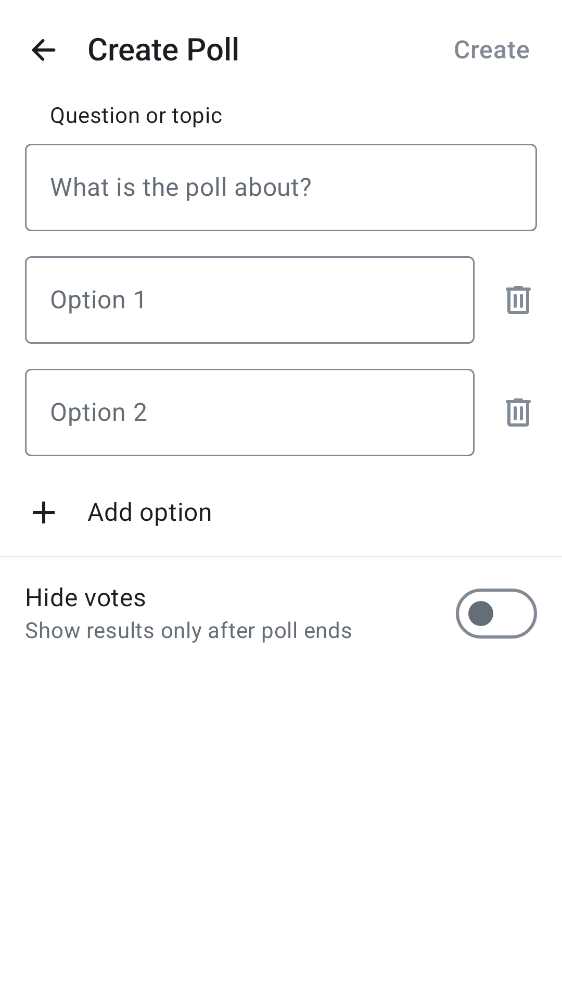 Create Poll
Create
Question or topic
What is the poll about?
Option 1
Option 2
Add option
Hide votes
Show results only after poll ends